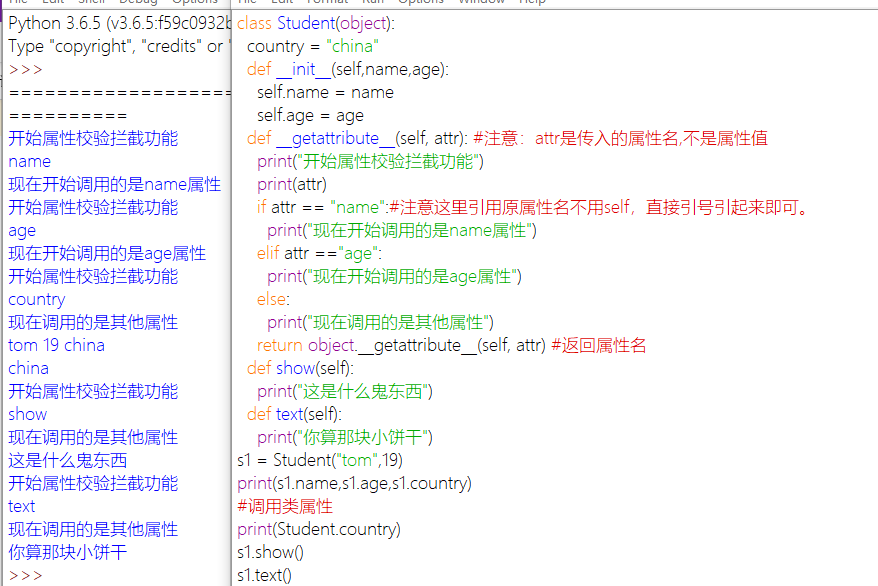 Python 3.6.5 (v3.6.5:f59c0932b
Type "copyright", "credits" or
>>>
===================
==========
开始属性校验拦截功能
name
现在开始调用的是name属性
开始属性校验拦截功能
age
现在开始调用的是age属性
开始属性校验拦截功能
country
现在调用的是其他属性
tom 19 china
china
开始属性校验拦截功能
show
现在调用的是其他属性
这是什么鬼东西
开始属性校验拦截功能
text
现在调用的是其他属性
你算那块小饼干
>>>
class Student(object):
country = "china"
def __init__(self,name,age):
self.name = name
self.age = age
def __getattribute__(self, attr): #注意：attr是传入的属性名,不是属性值
print("开始属性校验拦截功能")
print(attr)
if attr == "name":#注意这里引用原属性名不用self，直接引号引起来即可。
print("现在开始调用的是name属性")
elif attr =="age":
print("现在开始调用的是age属性")
else:
print("现在调用的是其他属性")
return object.__getattribute__(self, attr) #返回属性名
def show(self):
print("这是什么鬼东西")
def text(self):
print("你算那块小饼干")
s1 = Student("tom",19)
print(s1.name,s1.age,s1.country)
#调用类属性
print(Student.country)
s1.show()
s1.text()